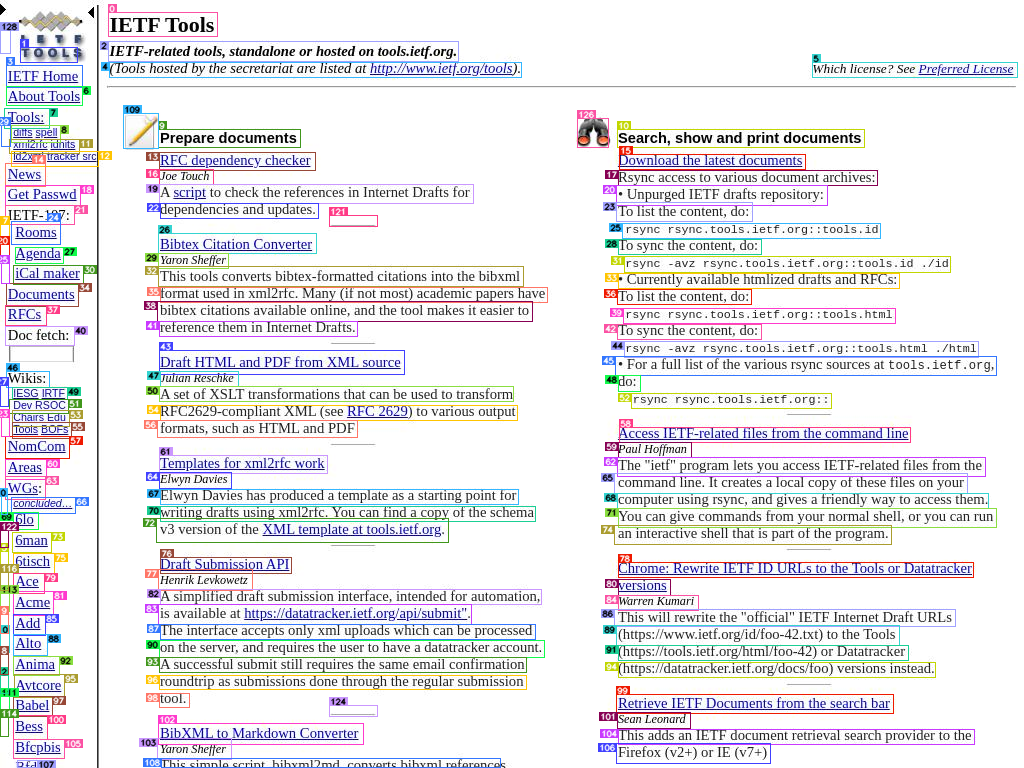 IETF Tools
IETF-related tools, standalone or hosted on tools.ietf.org.
(Tools hosted by the secretariat are listed at http://www.ietf.org/tools).
Which license? See Preferred License
IETF
TOOLS
IETF Home
About Tools
Tools:
diffs spell
xml2rfc idnits
id2xml tracker src
News
Get Passwd
Rooms
Agenda
iCal maker
Documents
RFCs
Doc fetch:
Wikis:
IESG IRTF
Dev RSOC
Chairs Edu
Tools BOFs
NomCom
Areas
WGs:
concluded...
6lo
6man
6tisch
Ace
Acme
Add
Alto
Anima
Avtcore
Babel
Bess
Bfcpbis
Prepare documents
RFC dependency checker
Joe Touch
A script to check the references in Internet Drafts for
dependencies and updates.
Bibtex Citation Converter
Yaron Sheffer
This tools converts bibtex-formatted citations into the bibxml
format used in xml2rfc. Many (if not most) academic papers have
bibtex citations available online, and the tool makes it easier to
reference them in Internet Drafts.
Draft HTML and PDF from XML source
Julian Reschke
A set of XSLT transformations that can be used to transform
RFC2629-compliant XML (see RFC 2629) to various output
formats, such as HTML and PDF
Templates for xml2rfc work
Elwyn Davies
Elwyn Davies has produced a template as a starting point for
writing drafts using xml2rfc. You can find a copy of the schema
v3 version of the XML template at tools.ietf.org.
Draft Submission API
Henrik Levkowetz
A simplified draft submission interface, intended for automation,
is available at https://datatracker.ietf.org/api/submit".
The interface accepts only xml uploads which can be processed
on the server, and requires the user to have a datatracker account.
A successful submit still requires the same email confirmation
roundtrip as submissions done through the regular submission
tool.
BibXML to Markdown Converter
Yaron Sheffer
This simple script, bibxml2md, converts bibxml references
Search, show and print documents
Download the latest documents
Rsync access to various document archives:
• Unpurged IETF drafts repository:
To list the content, do:
rsync rsync.tools.ietf.org::tools.id
To sync the content, do:
rsync -avz rsync.tools.ietf.org::tools.id ./id
• Currently available htmlized drafts and RFCs:
To list the content, do:
rsync rsync.tools.ietf.org::tools.html
To sync the content, do:
rsync -avz rsync.tools.ietf.org::tools.html ./html
• For a full list of the various rsync sources at tools.ietf.org,
do:
rsync rsync.tools.ietf.org::
Access IETF-related files from the command line
Paul Hoffman
The "ietf" program lets you access IETF-related files from the
command line. It creates a local copy of these files on your
computer using rsync, and gives a friendly way to access them.
You can give commands from your normal shell, or you can run
an interactive shell that is part of the program.
Chrome: Rewrite IETF ID URLs to the Tools or Datatracker
versions
Warren Kumari
This will rewrite the "official" IETF Internet Draft URLs
(https://www.ietf.org/id/foo-42.txt) to the Tools
(https://tools.ietf.org/html/foo-42) or Datatracker
(https://datatracker.ietf.org/docs/foo) versions instead.
Retrieve IETF Documents from the search bar
Sean Leonard
This adds an IETF document retrieval search provider to the
Firefox (v2+) or IE (v7+)